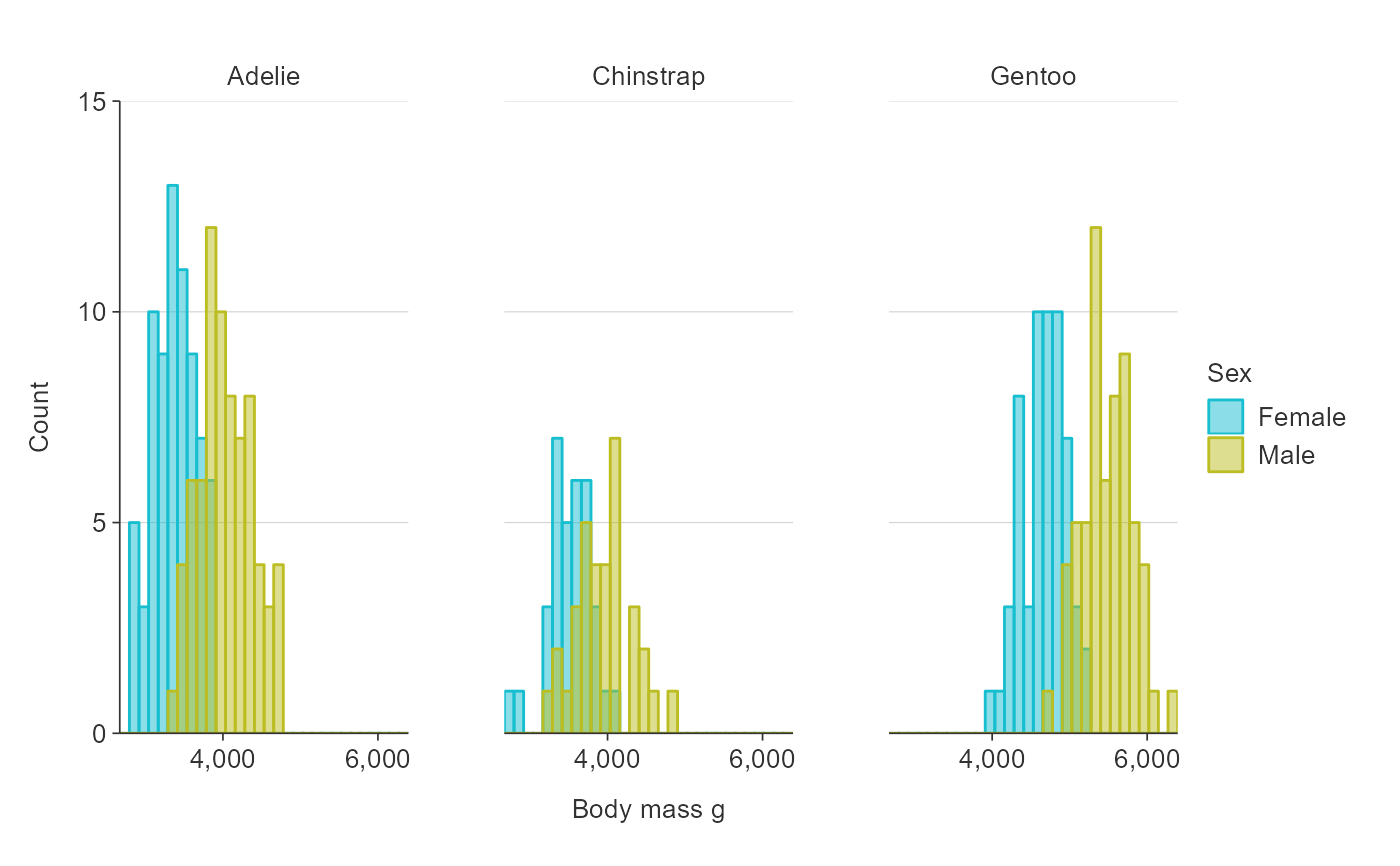 Adelie
Chinstrap
Gentoo
15
10
5
0
Count
4,000
6,000
4,000
6,000
4,000
6,000
Body mass g
Sex
Female
Male